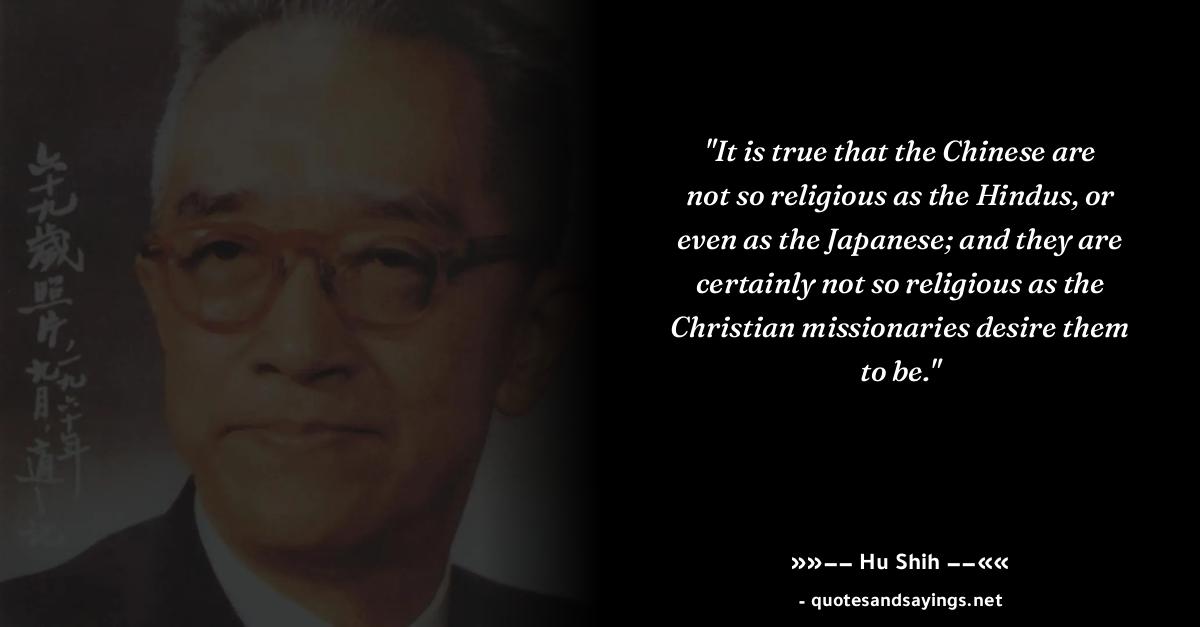 六十九歲照片，一九六十年
九月，適之記
"It is true that the Chinese are
not so religious as the Hindus, or
even as the Japanese; and they are
certainly not so religious as the
Christian missionaries desire them
to be."
»»–– Hu Shih ––««
- quotesandsayings.net